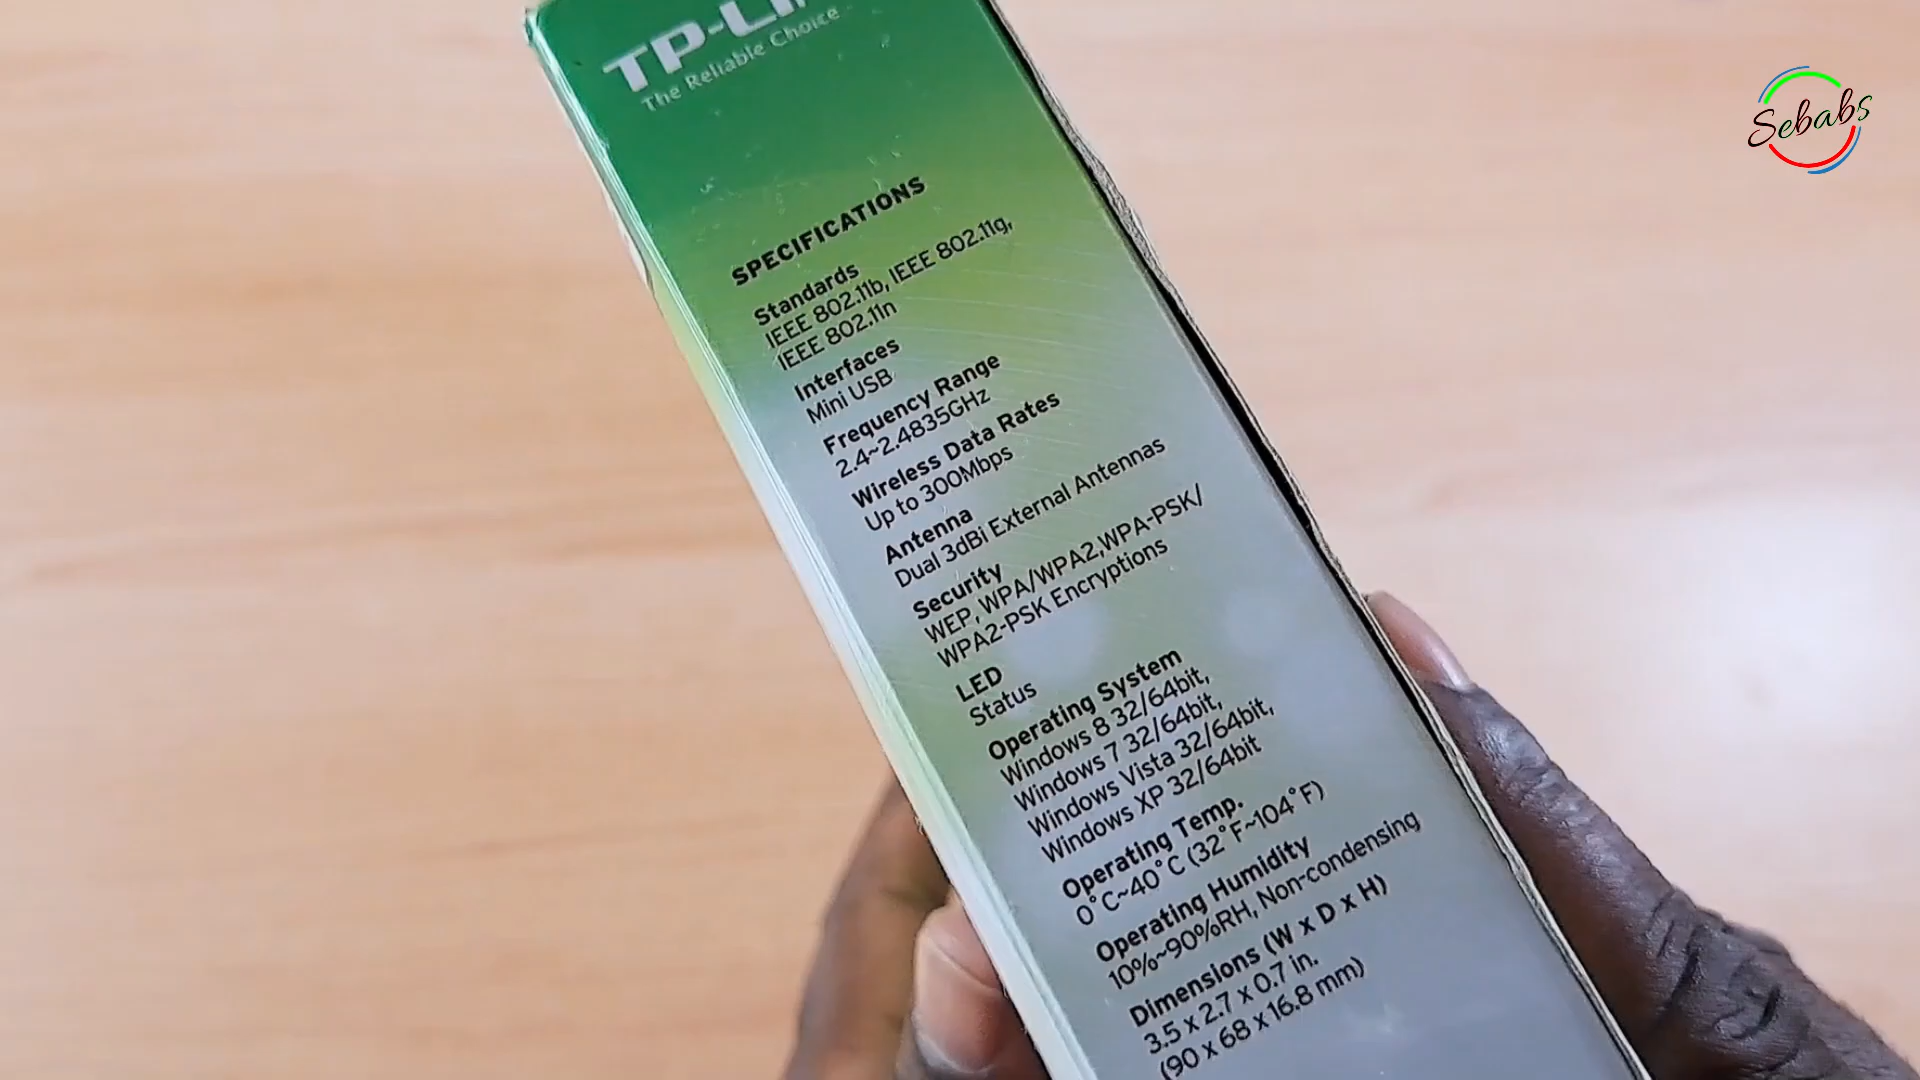 TP-LI
The Reliable Choice
Sebabs
SPECIFICATIONS
Standards
IEEE 802.11b, IEEE 802.11g,
IEEE 802.11n
Interfaces
Mini USB
Frequency Range
2.4~2.4835GHz
Wireless Data Rates
Up to 300Mbps
Antenna
Dual 3dBi External Antennas
Security
WEP, WPA/WPA2,WPA-PSK/
WPA2-PSK Encryptions
LED
Status
Operating System
Windows 8 32/64bit,
Windows 7 32/64bit,
Windows Vista 32/64bit,
Windows XP 32/64bit
Operating Temp.
0˚C~40˚C (32˚F~104˚F)
Operating Humidity
10%~90%RH, Non-condensing
Dimensions (W x D x H)
3.5 x 2.7 x 0.7 in.
(90 x 68 x 16.8 mm)